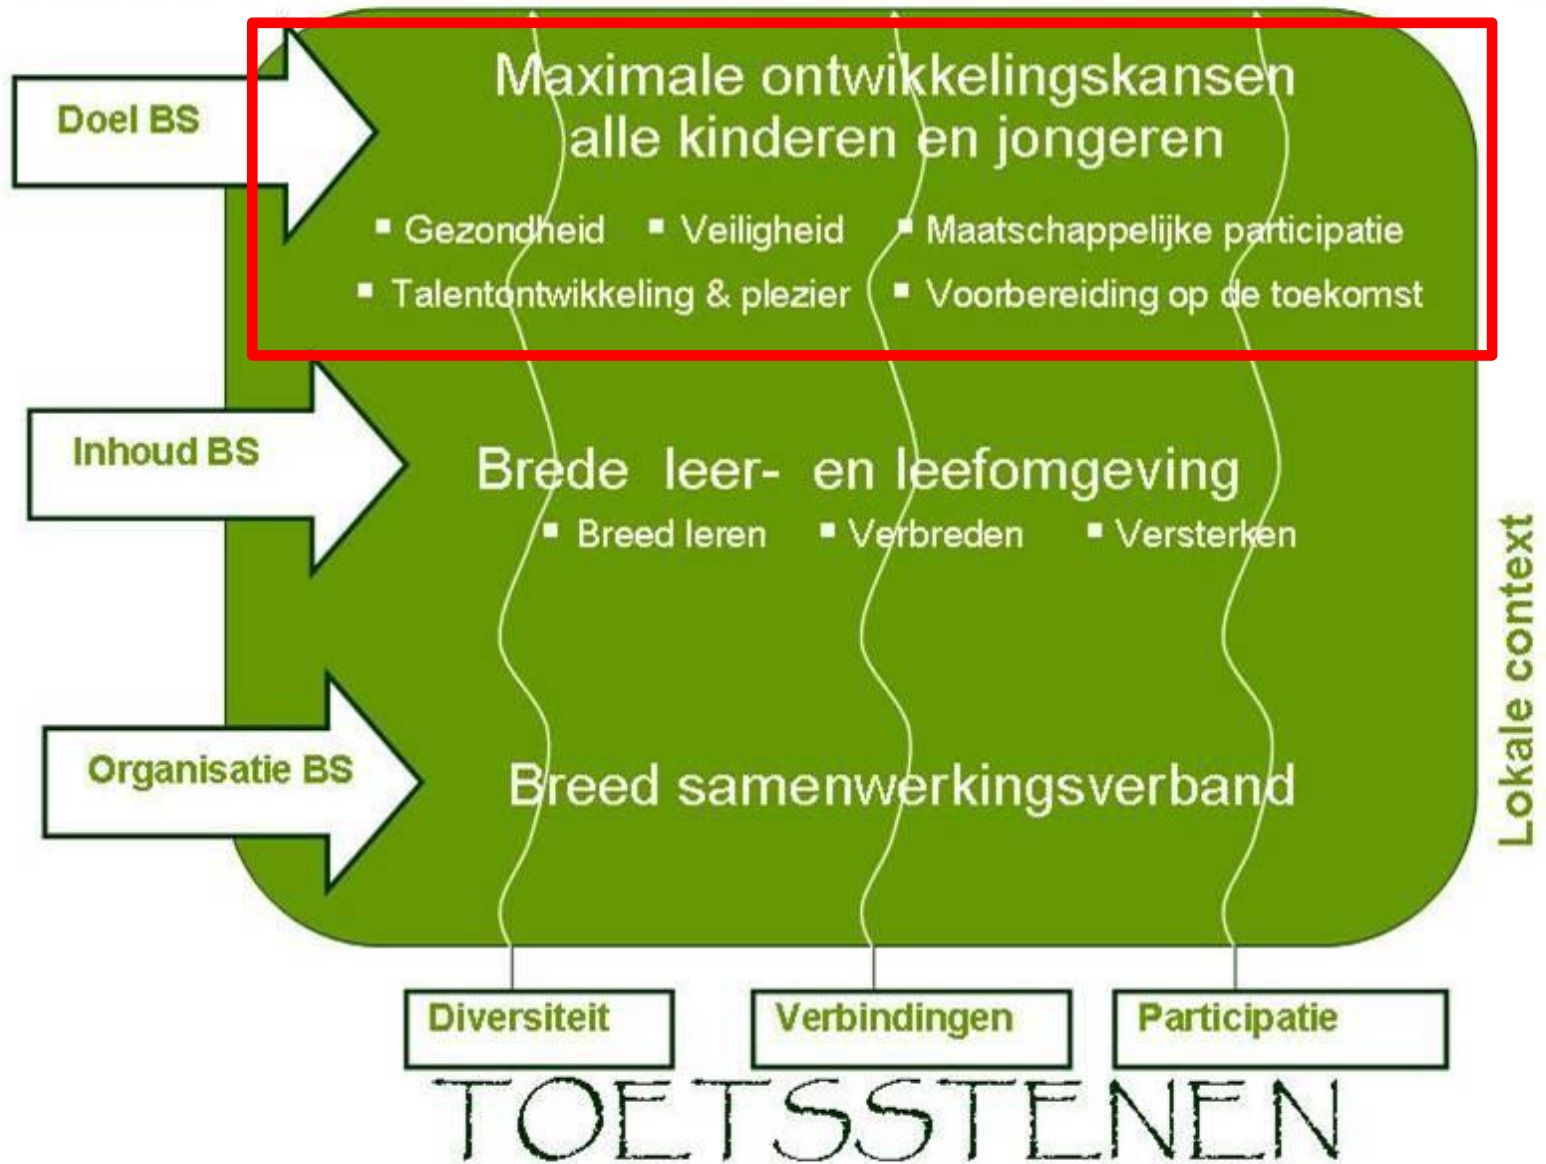 Doel BS
Maximale ontwikkelingskansen
alle kinderen en jongeren
▪ Gezondheid ▪ Veiligheid ▪ Maatschappelijke participatie
▪ Talentontwikkeling & plezier ▪ Voorbereiding op de toekomst
Inhoud BS
Brede leer- en leefomgeving
▪ Breed leren ▪ Verbreden ▪ Versterken
Organisatie BS
Breed samenwerkingsverband
Lokale context
Diversiteit Verbindingen Participatie
TOETSSTENEN